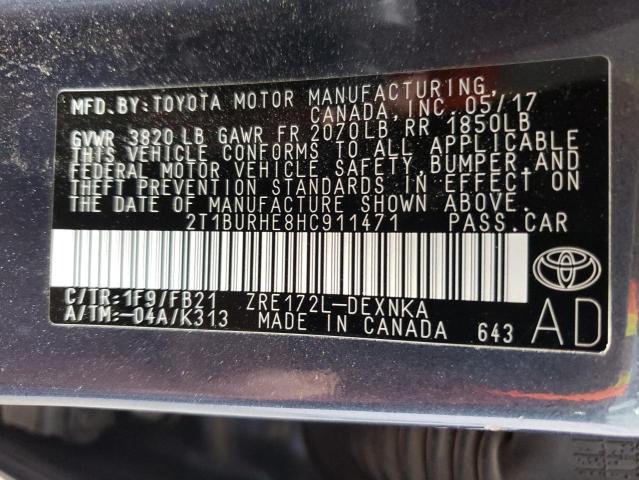 MFD. BY: TOYOTA MOTOR MANUFACTURING,
CANADA, INC. 05/17
GVWR 3820 LB GAWR FR 2070LB, RR 1850LB
THIS VEHICLE CONFORMS TO ALL APPLICABLE
FEDERAL MOTOR VEHICLE SAFETY, BUMPER, AND
THEFT PREVENTION STANDARDS IN EFFECT ON
THE DATE OF MANUFACTURE SHOWN ABOVE.
2T1BURHE8HC911471 PASS.CAR
C/TR: 1F9/FB21 ZRE172L-DEXNKA
A/TM: -04A/K313 MADE IN CANADA 643
AD